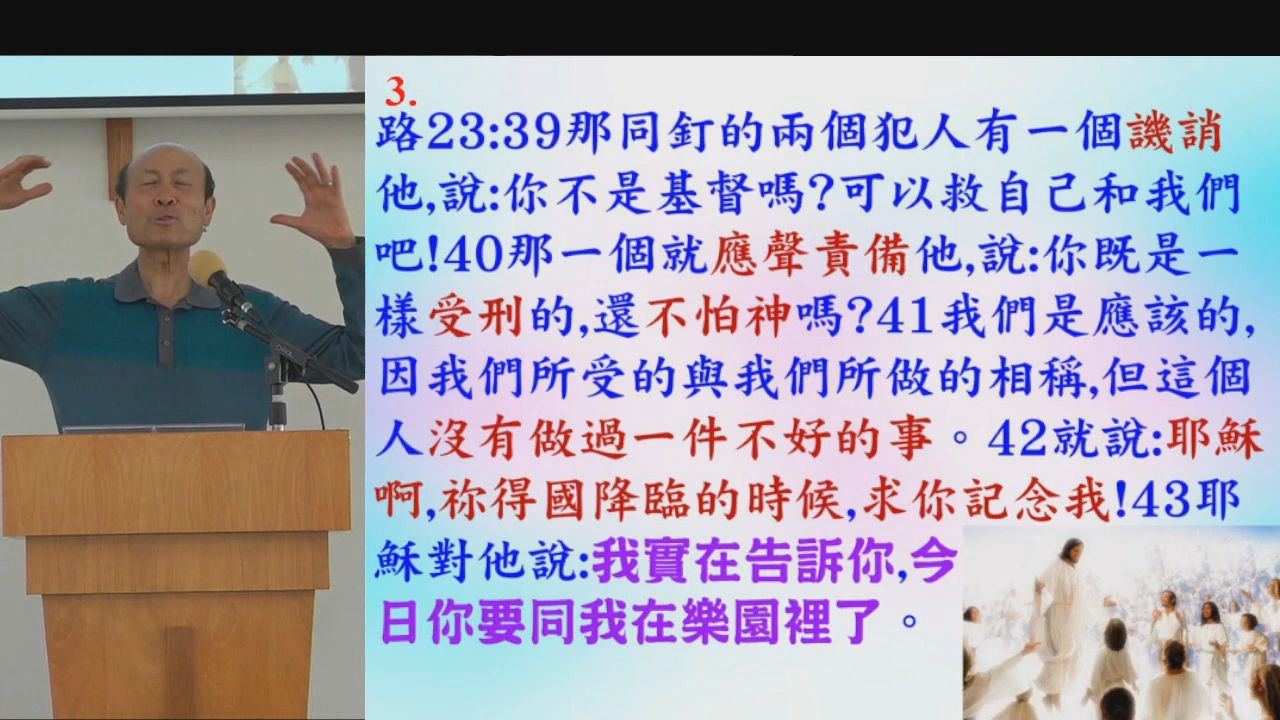 3.
路23:39那同釘的兩個犯人有一個譏誚
他,說:你不是基督嗎?可以救自己和我們
吧!40那一個就應聲責備他,說:你既是一
樣受刑的,還不怕神嗎?41我們是應該的,
因我們所受的與我們所做的相稱,但這個
人沒有做過一件不好的事。42就說:耶穌
啊,祢得國降臨的時候,求你記念我!43耶
穌對他說:我實在告訴你,今
日你要同我在樂園裡了。